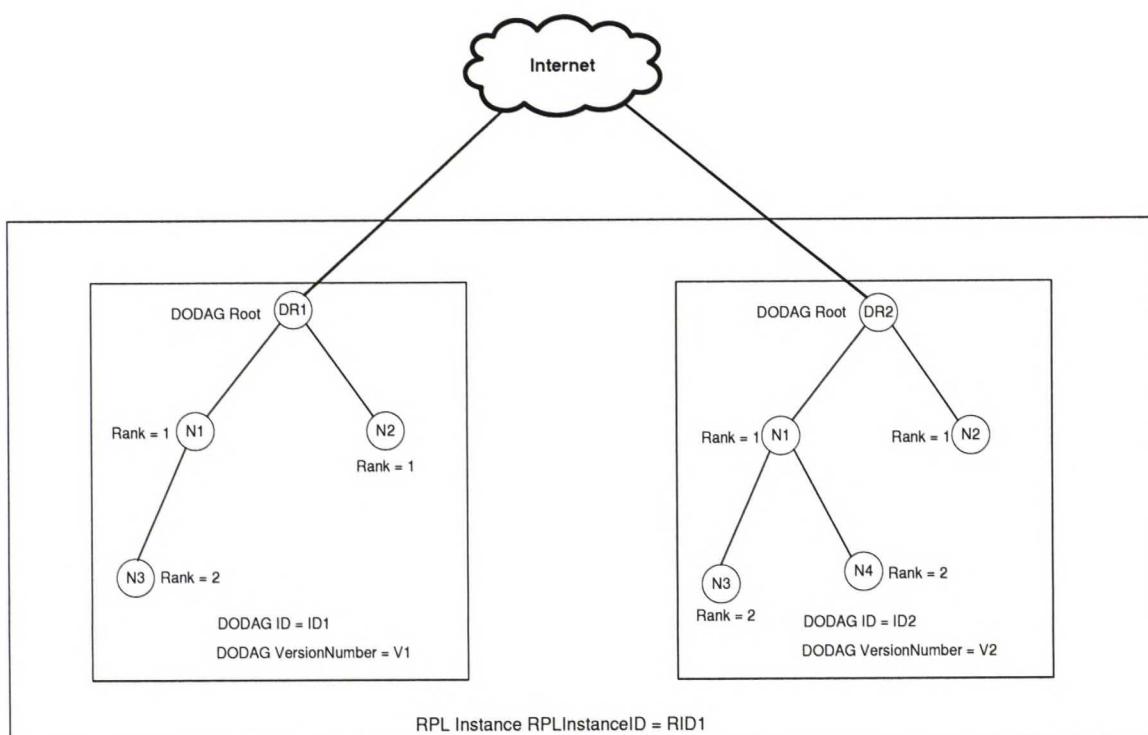 Internet
DODAG Root
DR1
Rank = 1
N1
N2
Rank = 1
N3
Rank = 2
DODAG ID = ID1
DODAG VersionNumber = V1
DODAG Root
DR2
Rank = 1
N1
Rank = 1
N2
N3
Rank = 2
N4
Rank = 2
DODAG ID = ID2
DODAG VersionNumber = V2
RPL Instance RPLInstanceID = RID1